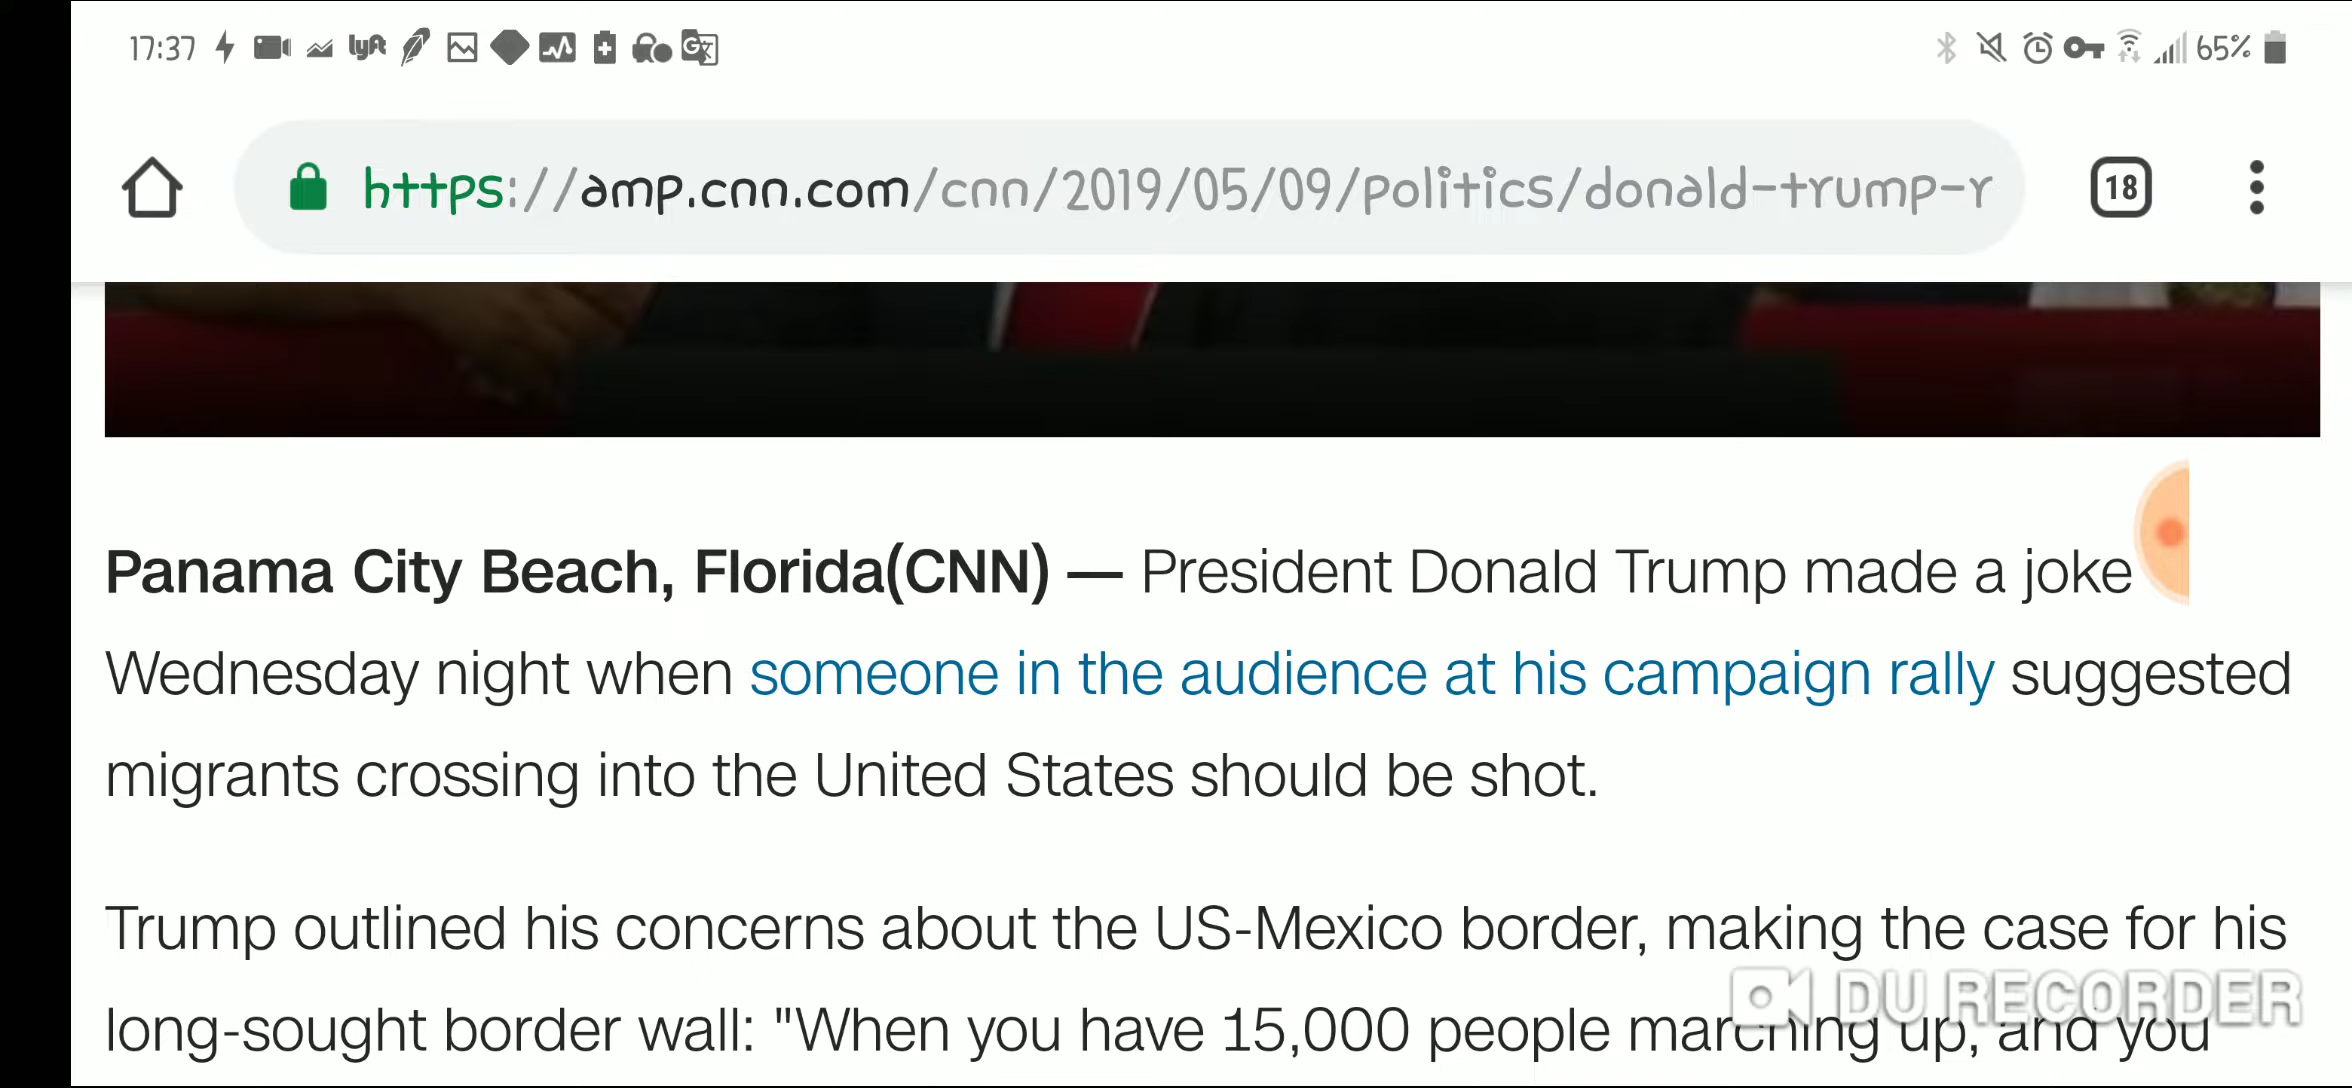 17:37 lyft 65%
https://amp.cnn.com/cnn/2019/05/09/politics/donald-trump-r 18
Panama City Beach, Florida(CNN) — President Donald Trump made a joke
Wednesday night when someone in the audience at his campaign rally suggested
migrants crossing into the United States should be shot.
Trump outlined his concerns about the US-Mexico border, making the case for his
long-sought border wall: "When you have 15,000 people marching up, and you
DU RECORDER